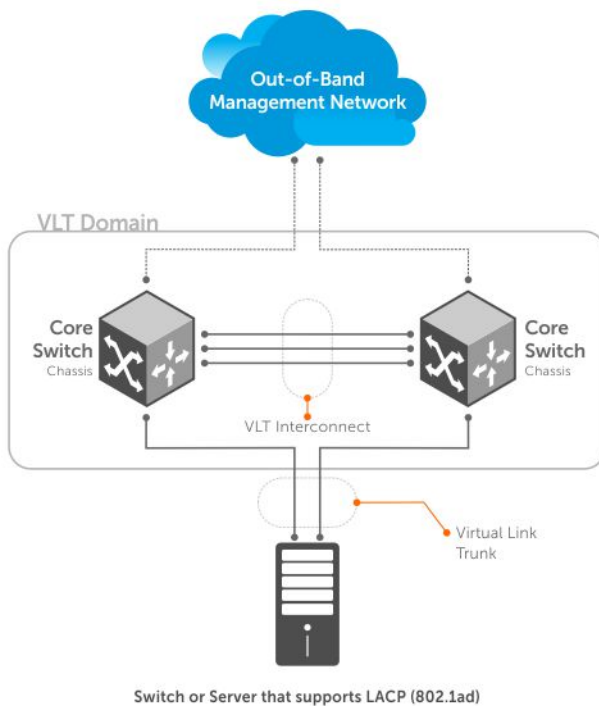 Out-of-Band
Management Network
VLT Domain
Core
Switch
Chassis
Core
Switch
Chassis
VLT Interconnect
Virtual Link
Trunk
Switch or Server that supports LACP (802.1ad)